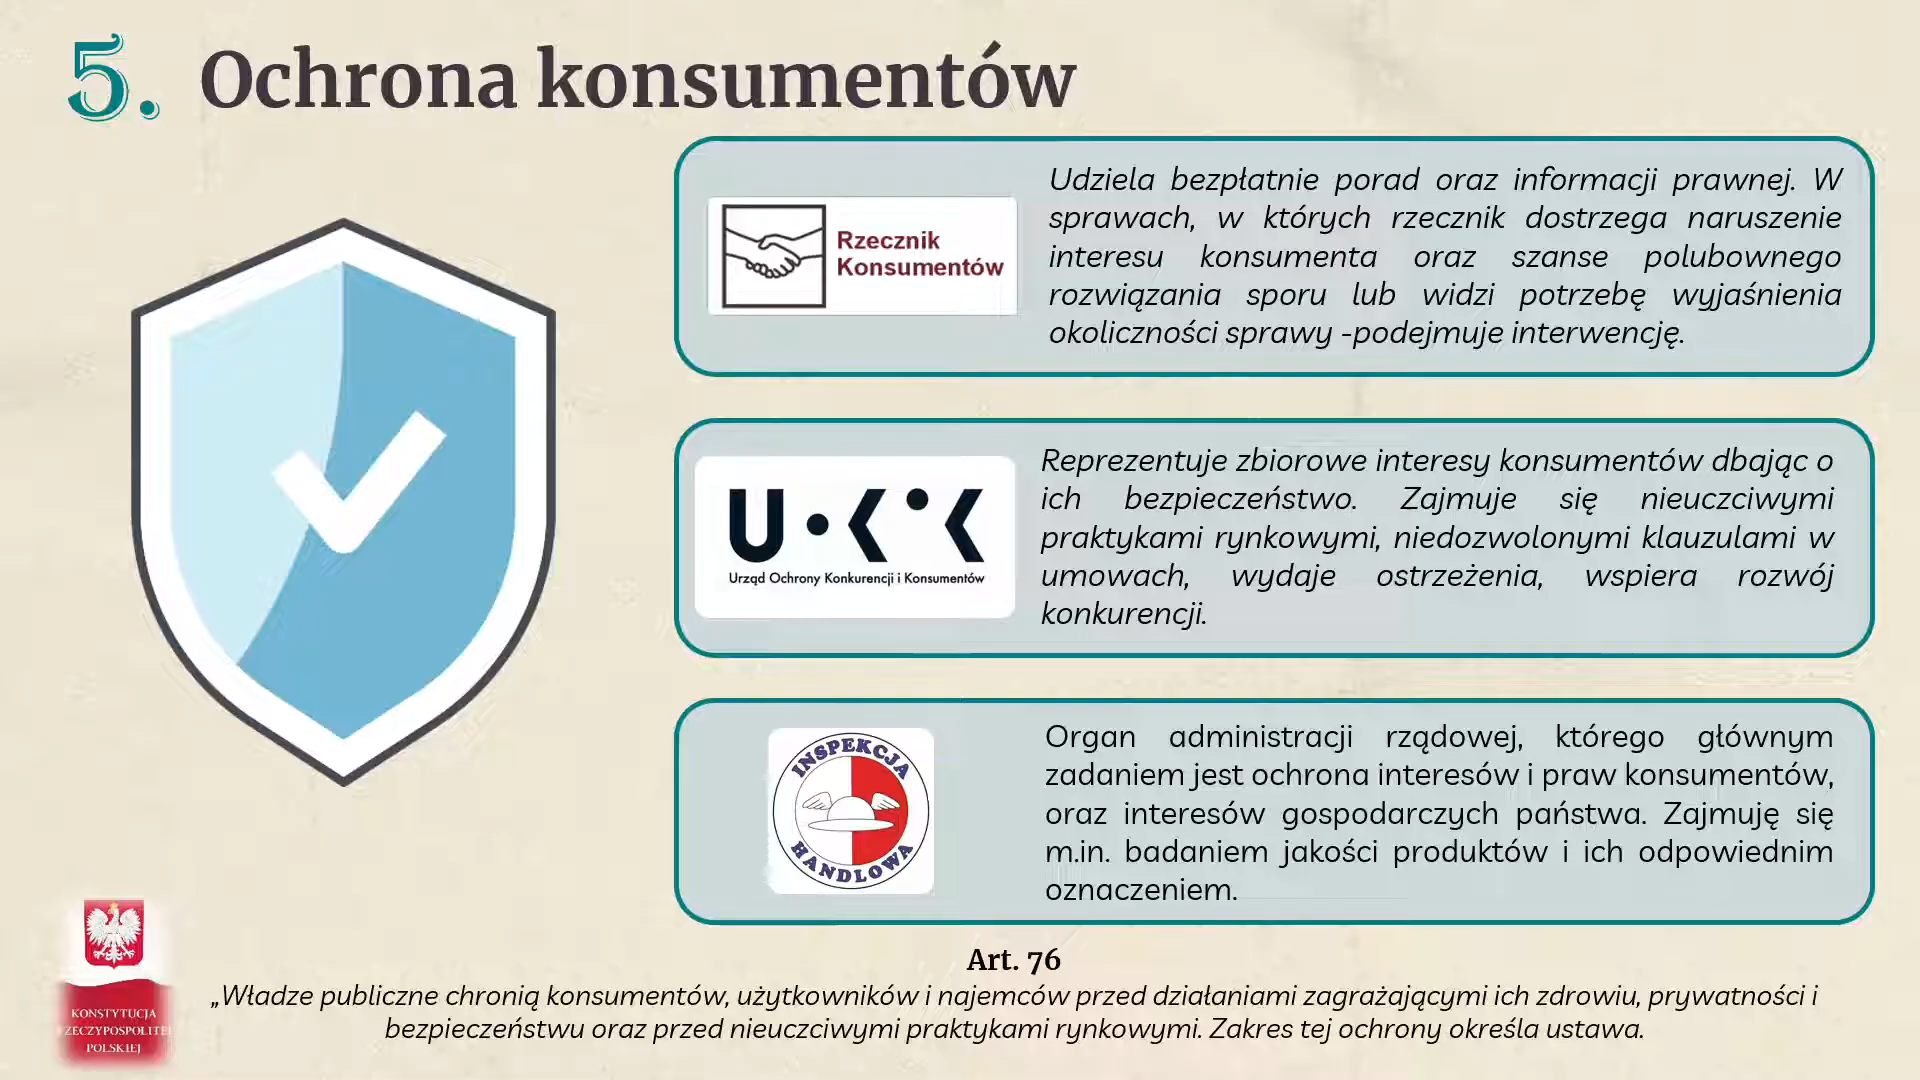 5. Ochrona konsumentów
Rzecznik
Konsumentów
Udziela bezpłatnie porad oraz informacji prawnej. W
sprawach, w których rzecznik dostrzega naruszenie
interesu konsumenta oraz szanse polubownego
rozwiązania sporu lub widzi potrzebę wyjaśnienia
okoliczności sprawy -podejmuje interwencję.
U·K·K
Urząd Ochrony Konkurencji i Konsumentów
Reprezentuje zbiorowe interesy konsumentów dbając o
ich bezpieczeństwo. Zajmuje się nieuczciwymi
praktykami rynkowymi, niedozwolonymi klauzulami w
umowach, wydaje ostrzeżenia, wspiera rozwój
konkurencji.
INSPEKCJA
HANDLOWA
Organ administracji rządowej, którego głównym
zadaniem jest ochrona interesów i praw konsumentów,
oraz interesów gospodarczych państwa. Zajmuję się
m.in. badaniem jakości produktów i ich odpowiednim
oznaczeniem.
Art. 76
„Władze publiczne chronią konsumentów, użytkowników i najemców przed działaniami zagrażającymi ich zdrowiu, prywatności i
bezpieczeństwu oraz przed nieuczciwymi praktykami rynkowymi. Zakres tej ochrony określa ustawa.
KONSTYTUCJA
RZECZYPOSPOLITEJ
POLSKIEJ